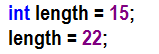 int length = 15;
length = 22;